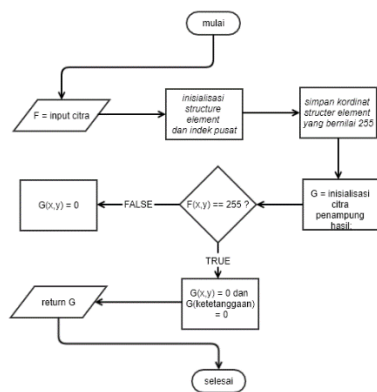 mulai
F = input citra
inisialisasi
structure
element
dan indek pusat
simpan kordinat
structer element
yang bernilai 255
G = inisialisasi
citra
penampung
hasil;
F(x,y) == 255 ?
FALSE
G(x,y) = 0
TRUE
G(x,y) = 0 dan
G(ketetanggaan)
= 0
return G
selesai